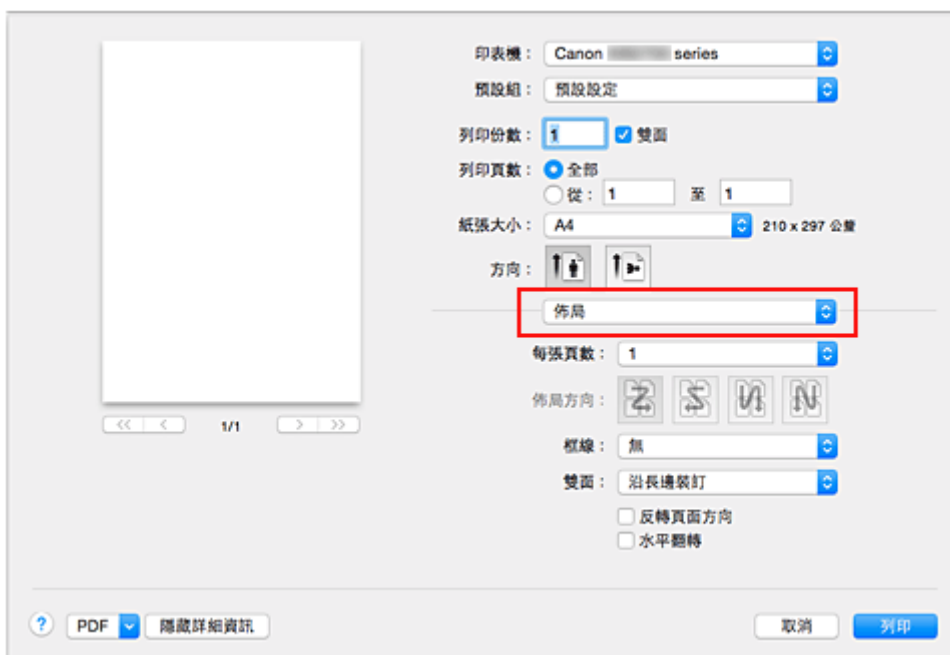 印表機： Canon series
預設組： 預設設定
列印份數： 1 雙面
列印頁數： 全部
從： 1 至 1
紙張大小： A4 210 x 297 公釐
方向：
佈局
每張頁數： 1
佈局方向：
框線： 無
雙面： 沿長邊裝訂
反轉頁面方向
水平翻轉
<< < 1/1 > >>
? PDF 隱藏詳細資訊 取消 列印